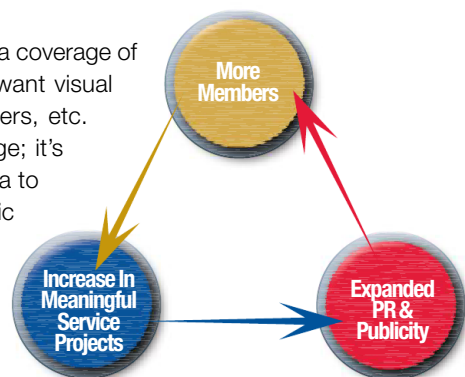 a coverage of
want visual
ers, etc.
ge; it's
a to
ic
More
Members
Increase In
Meaningful
Service
Projects
Expanded
PR &
Publicity